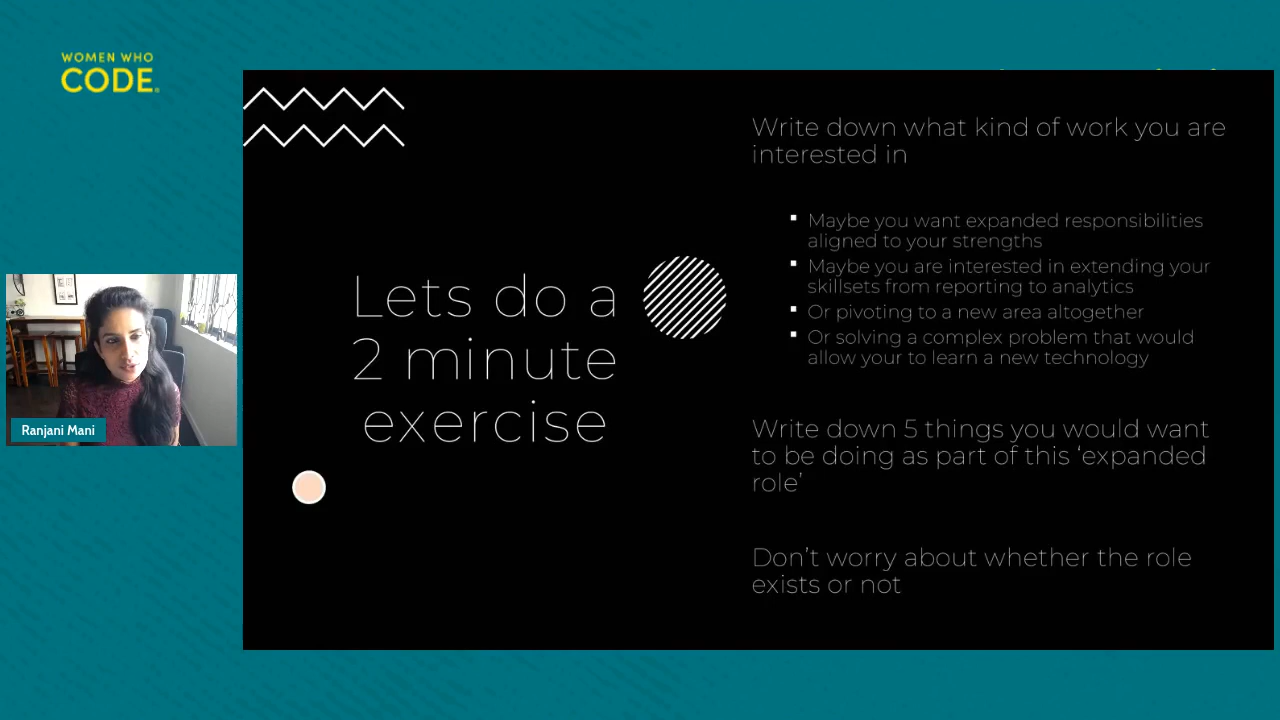 WOMEN WHO
CODE
Ranjani Mani
Lets do a
2 minute
exercise
Write down what kind of work you are
interested in
▪ Maybe you want expanded responsibilities
aligned to your strengths
▪ Maybe you are interested in extending your
skillsets from reporting to analytics
▪ Or pivoting to a new area altogether
▪ Or solving a complex problem that would
allow your to learn a new technology
Write down 5 things you would want
to be doing as part of this ‘expanded
role’
Don’t worry about whether the role
exists or not